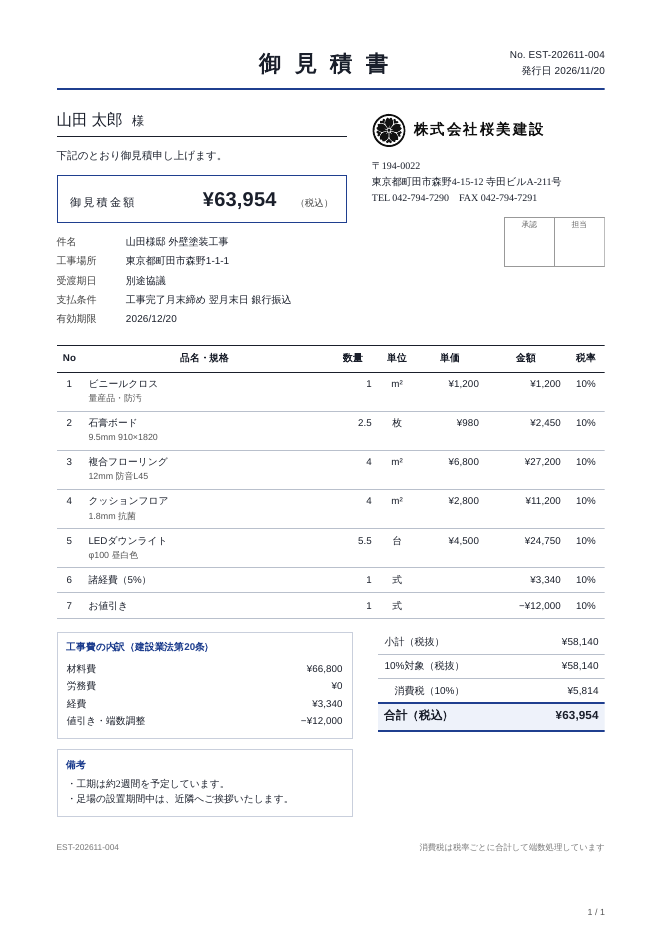 御見積書
No. EST-202611-004
発行日 2026/11/20
山田 太郎 様
下記のとおり御見積申し上げます。
御見積金額 ¥63,954 （税込）
件名 山田様邸 外壁塗装工事
工事場所 東京都町田市森野1-1-1
受渡期日 別途協議
支払条件 工事完了月末締め 翌月末日 銀行振込
有効期限 2026/12/20
株式会社桜美建設
〒194-0022
東京都町田市森野4-15-12 寺田ビルA-211号
TEL 042-794-7290 FAX 042-794-7291
承認 担当
No 品名・規格 数量 単位 単価 金額 税率
1 ビニールクロス 1 m² ¥1,200 ¥1,200 10%
量産品・防汚
2 石膏ボード 2.5 枚 ¥980 ¥2,450 10%
9.5mm 910×1820
3 複合フローリング 4 m² ¥6,800 ¥27,200 10%
12mm 防音L45
4 クッションフロア 4 m² ¥2,800 ¥11,200 10%
1.8mm 抗菌
5 LEDダウンライト 5.5 台 ¥4,500 ¥24,750 10%
φ100 昼白色
6 諸経費（5%） 1 式 ¥3,340 10%
7 お値引き 1 式 −¥12,000 10%
工事費の内訳（建設業法第20条）
材料費 ¥66,800
労務費 ¥0
経費 ¥3,340
値引き・端数調整 −¥12,000
小計（税抜） ¥58,140
10%対象（税抜） ¥58,140
消費税（10%） ¥5,814
合計（税込） ¥63,954
備考
・工期は約2週間を予定しています。
・足場の設置期間中は、近隣へご挨拶いたします。
EST-202611-004
消費税は税率ごとに合計して端数処理しています
1 / 1